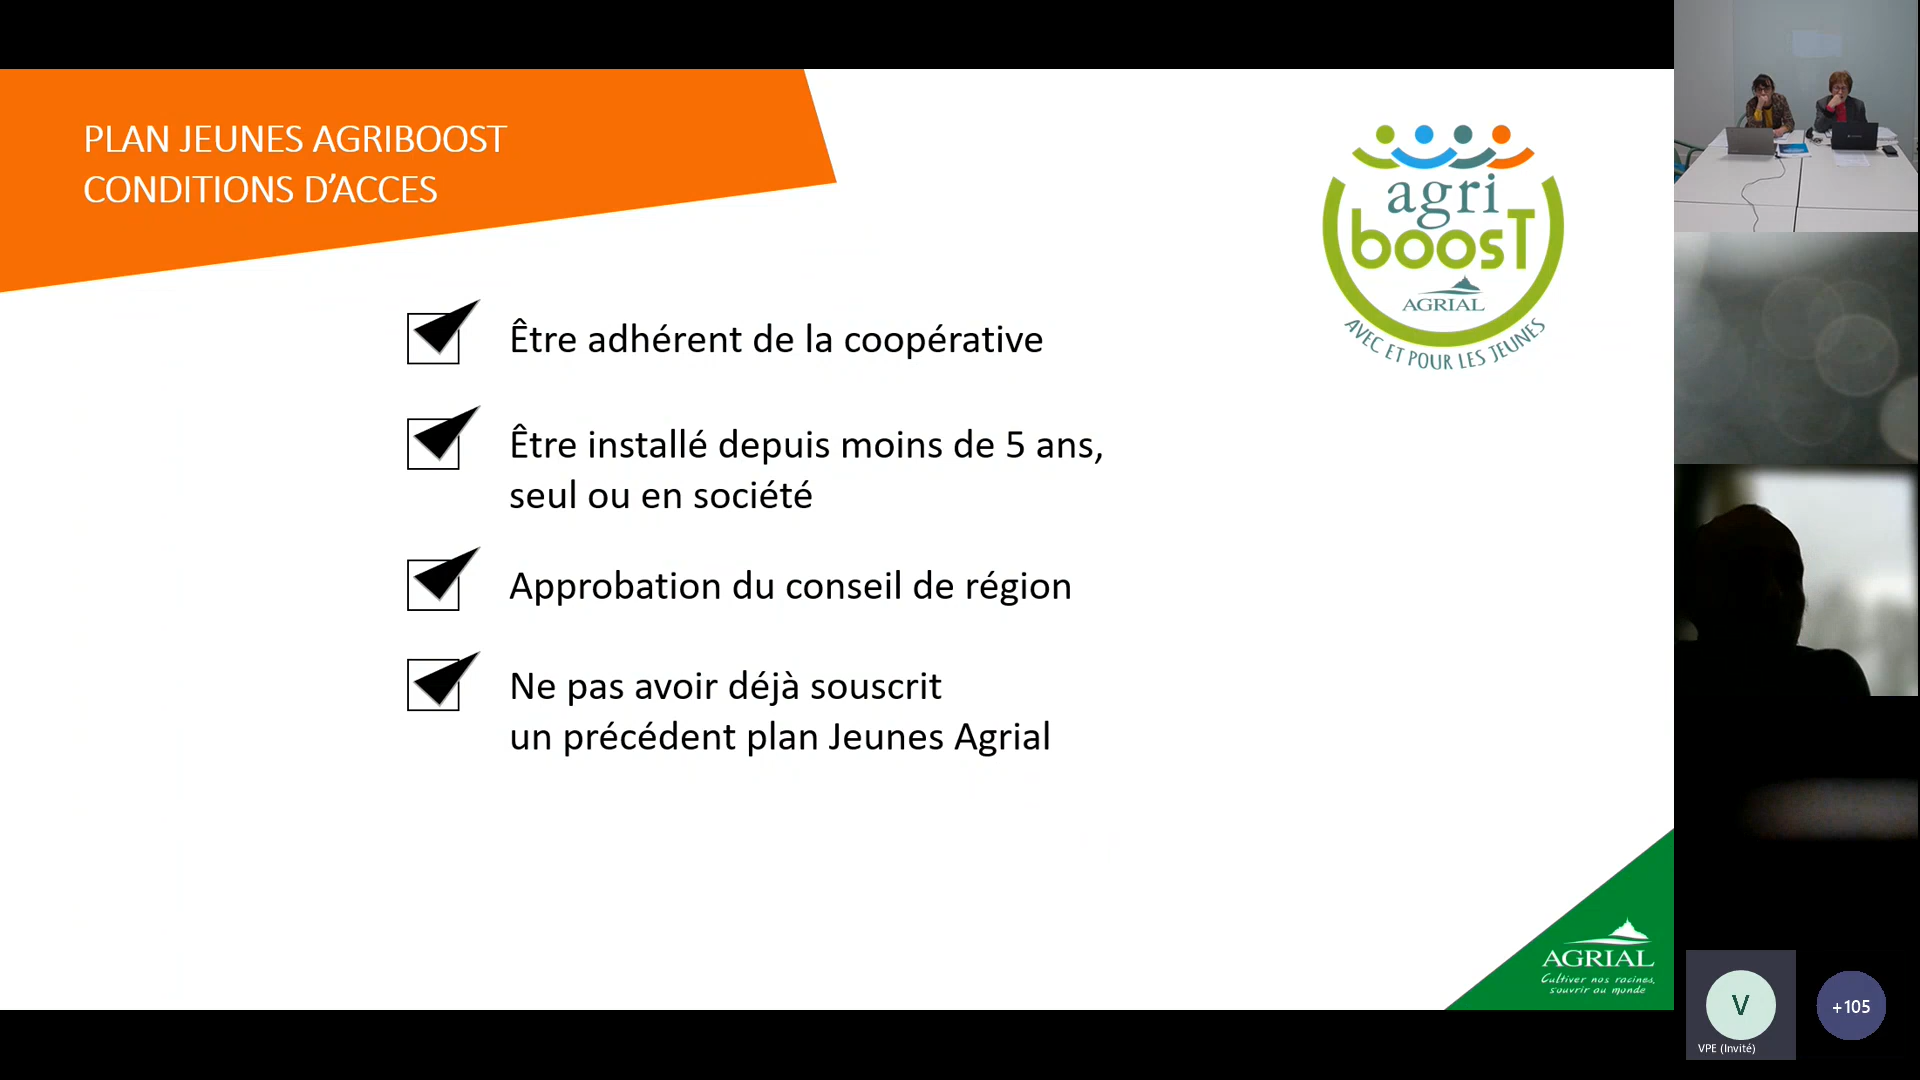 PLAN JEUNES AGRIBOOST
CONDITIONS D’ACCES
agri
boosT
AGRIAL
AVEC ET POUR LES JEUNES
Être adhérent de la coopérative
Être installé depuis moins de 5 ans,
seul ou en société
Approbation du conseil de région
Ne pas avoir déjà souscrit
un précédent plan Jeunes Agrial
AGRIAL
Cultiver nos racines,
s'ouvrir au monde
V
VPE (Invité)
+105